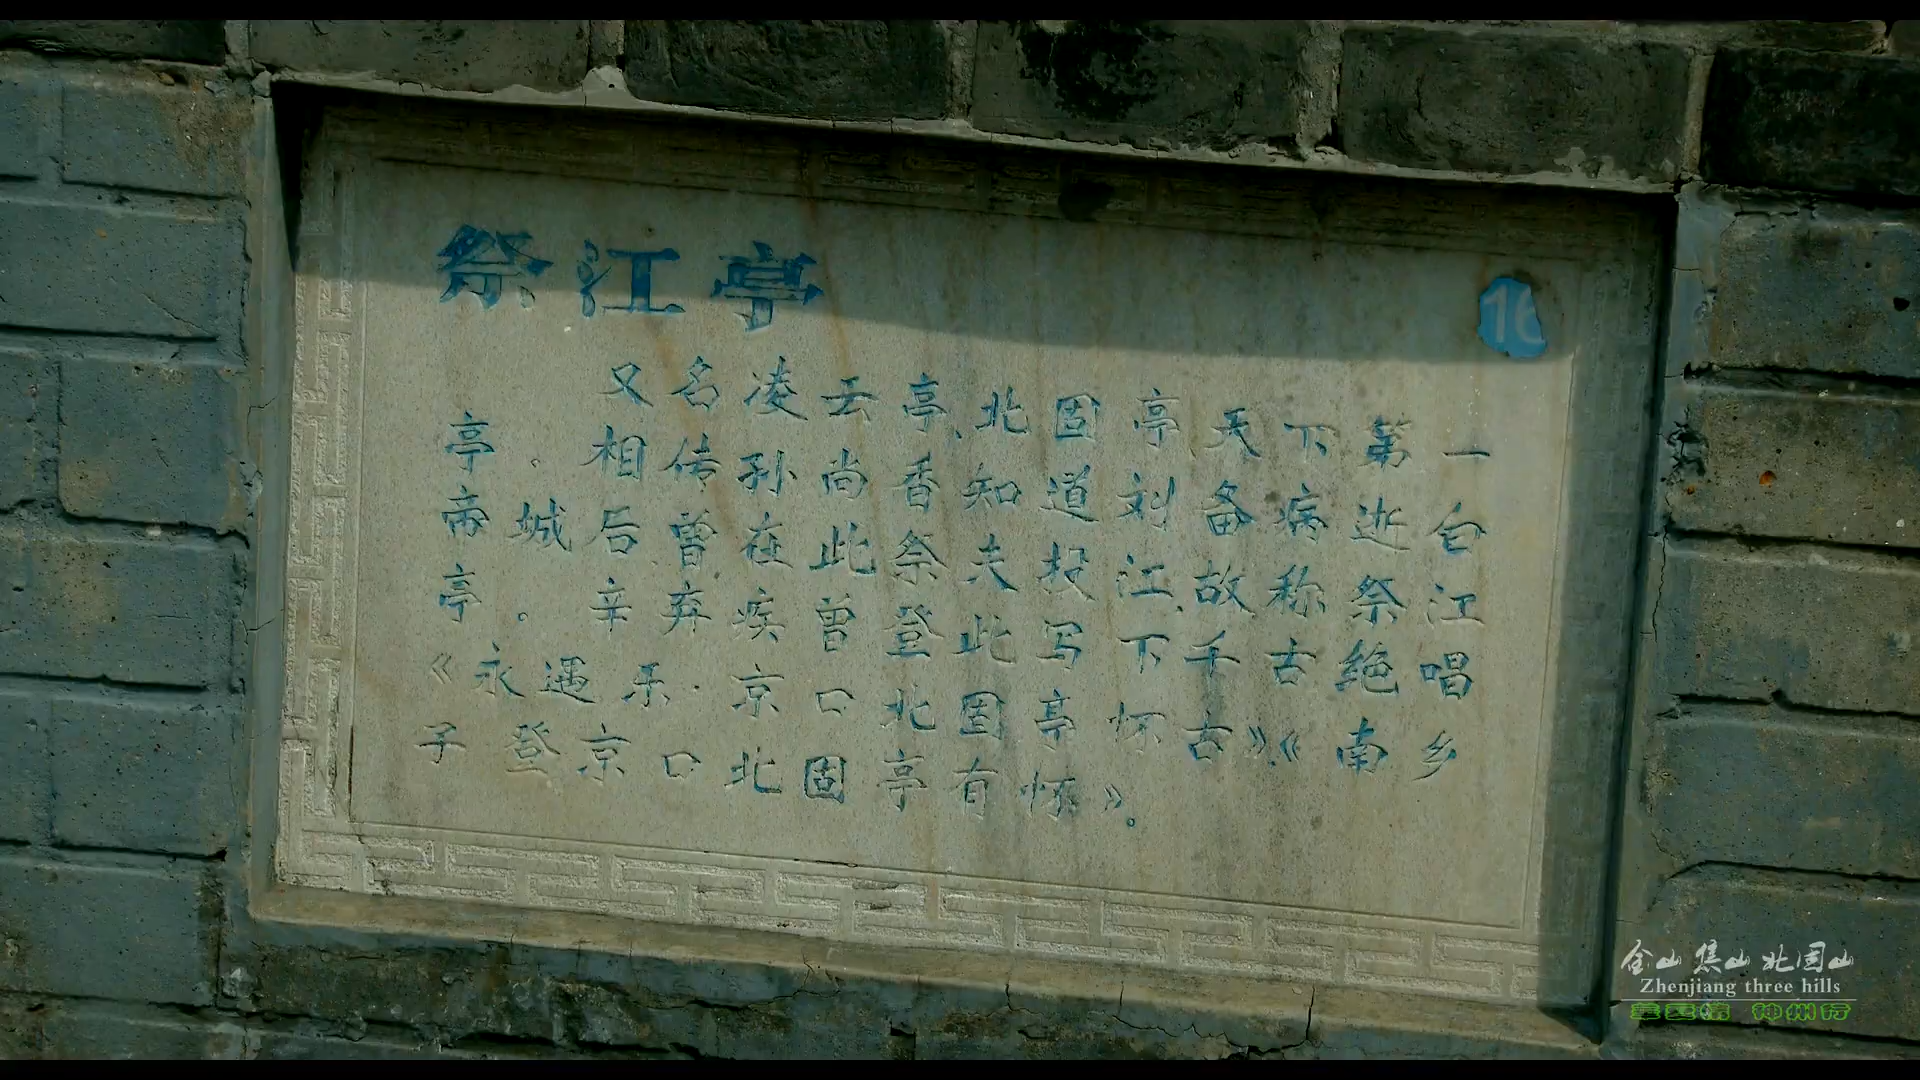 祭江亭
又名凌云亭、北固亭、天下第一
亭。相传孙尚香知道刘备病逝白
帝城后曾在此祭夫投江、故称祭江
亭。辛弃疾曾登此写下千古绝唱
《永遇乐·京口北固亭怀古》、《南乡
子登京口北固亭有怀》。
金山焦山北固山
Zhenjiang three hills
神州行